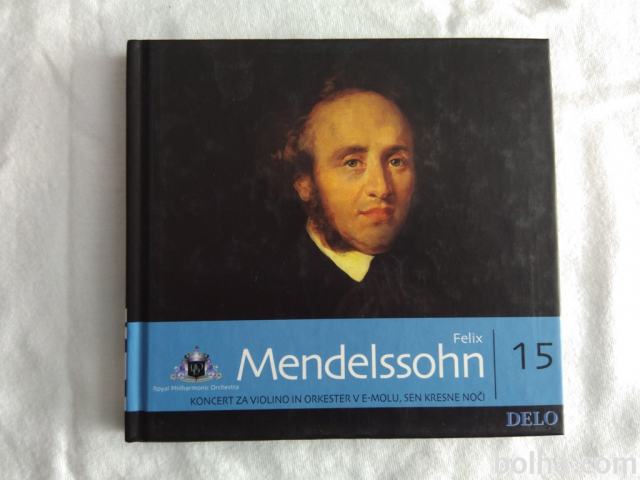 Felix
Mendelssohn
15
Royal Philharmonic Orchestra
KONCERT ZA VIOLINO IN ORKESTER V E-MOLU, SEN KRESNE NOČI
DELO
bolha.com